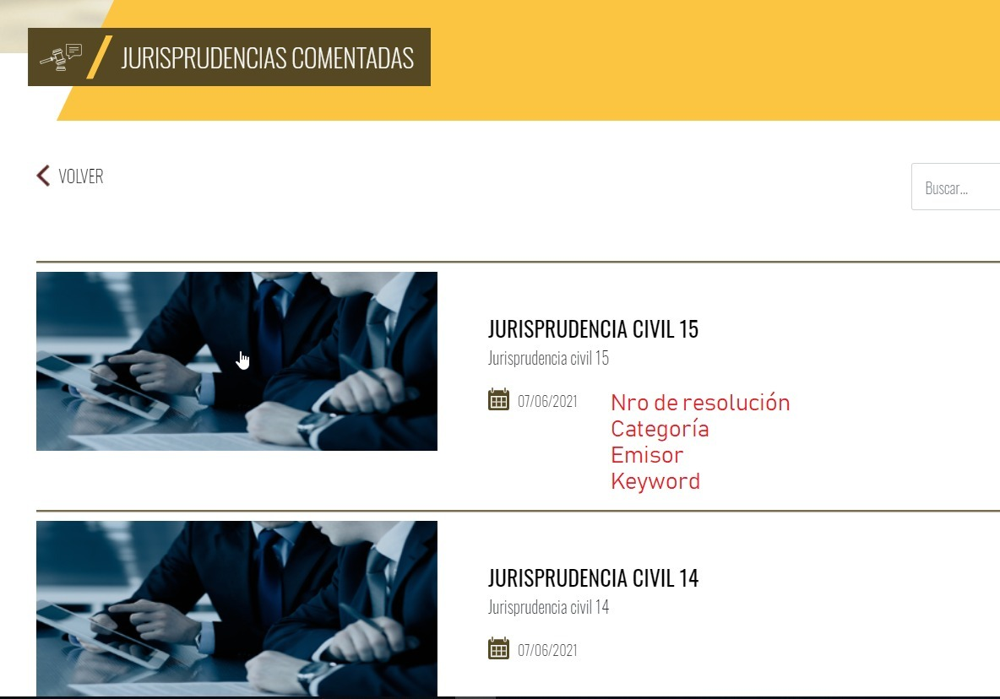 JURISPRUDENCIAS COMENTADAS
VOLVER
Buscar...
JURISPRUDENCIA CIVIL 15
Jurisprudencia civil 15
07/06/2021
Nro de resolución
Categoría
Emisor
Keyword
JURISPRUDENCIA CIVIL 14
Jurisprudencia civil 14
07/06/2021